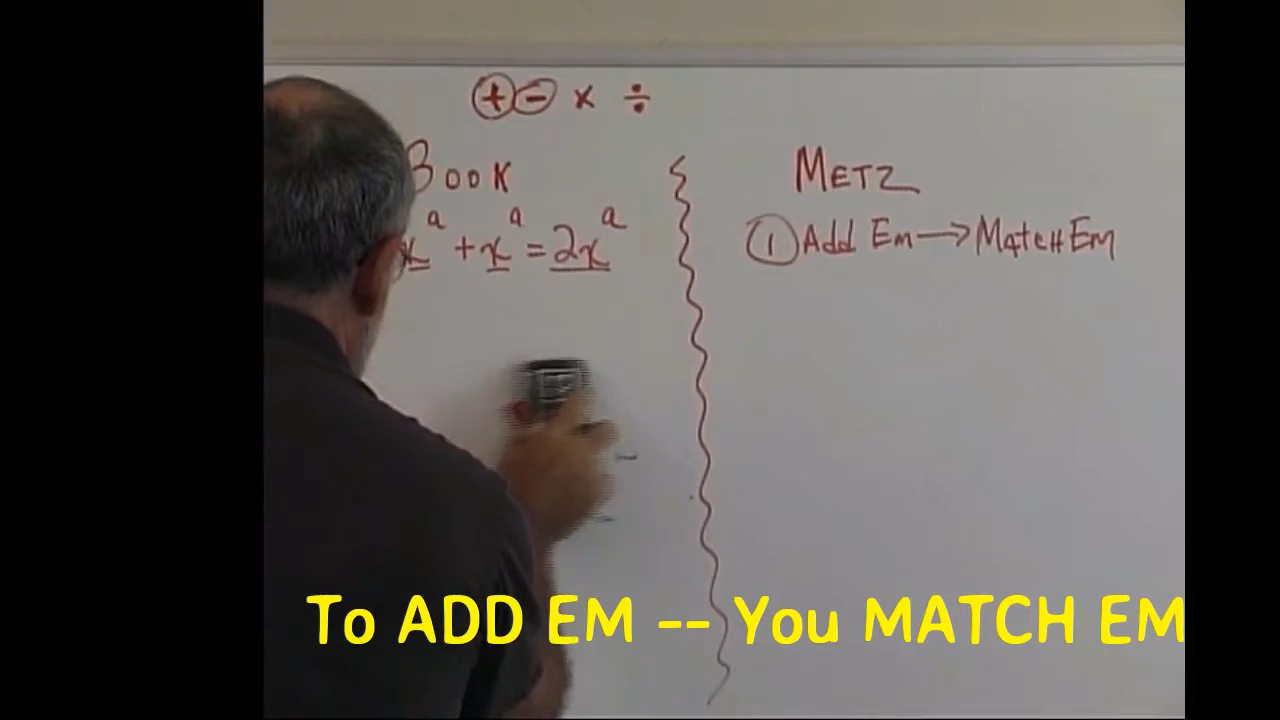 + - × ÷
Book
x^a + x^a = 2x^a
METZ
① Add Em → Match Em
To ADD EM -- You MATCH EM